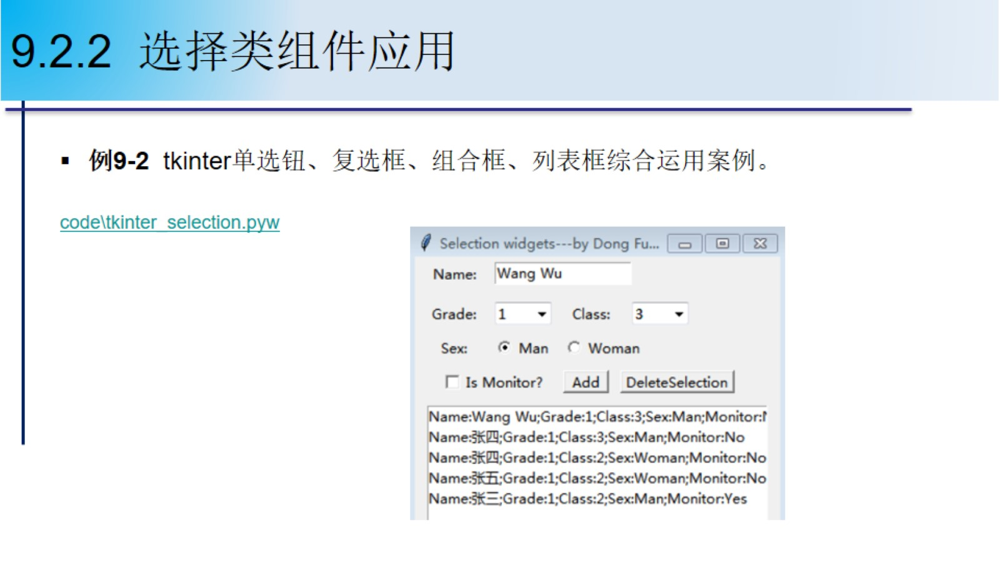 9.2.2 选择类组件应用
例9-2 tkinter单选钮、复选框、组合框、列表框综合运用案例。
code\tkinter_selection.pyw
Selection widgets---by Dong Fu...
Name: Wang Wu
Grade: 1 Class: 3
Sex: Man Woman
Is Monitor? Add DeleteSelection
Name:Wang Wu;Grade:1;Class:3;Sex:Man;Monitor:
Name:张四;Grade:1;Class:3;Sex:Man;Monitor:No
Name:张四;Grade:1;Class:2;Sex:Woman;Monitor:No
Name:张五;Grade:1;Class:2;Sex:Woman;Monitor:No
Name:张三;Grade:1;Class:2;Sex:Man;Monitor:Yes